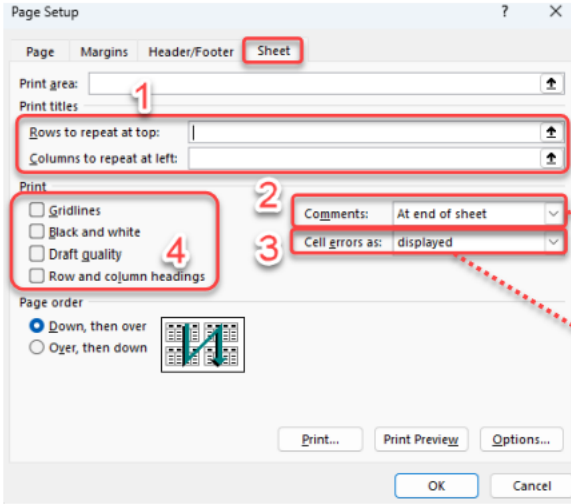 Page Setup ? ×
Page Margins Header/Footer Sheet
Print area:
1
Print titles
Rows to repeat at top:
Columns to repeat at left:
Print
Gridlines
Black and white
Draft quality
Row and column headings
4
2
Comments: At end of sheet
3
Cell errors as: displayed
Page order
Down, then over
Over, then down
Print... Print Preview Options...
OK Cancel